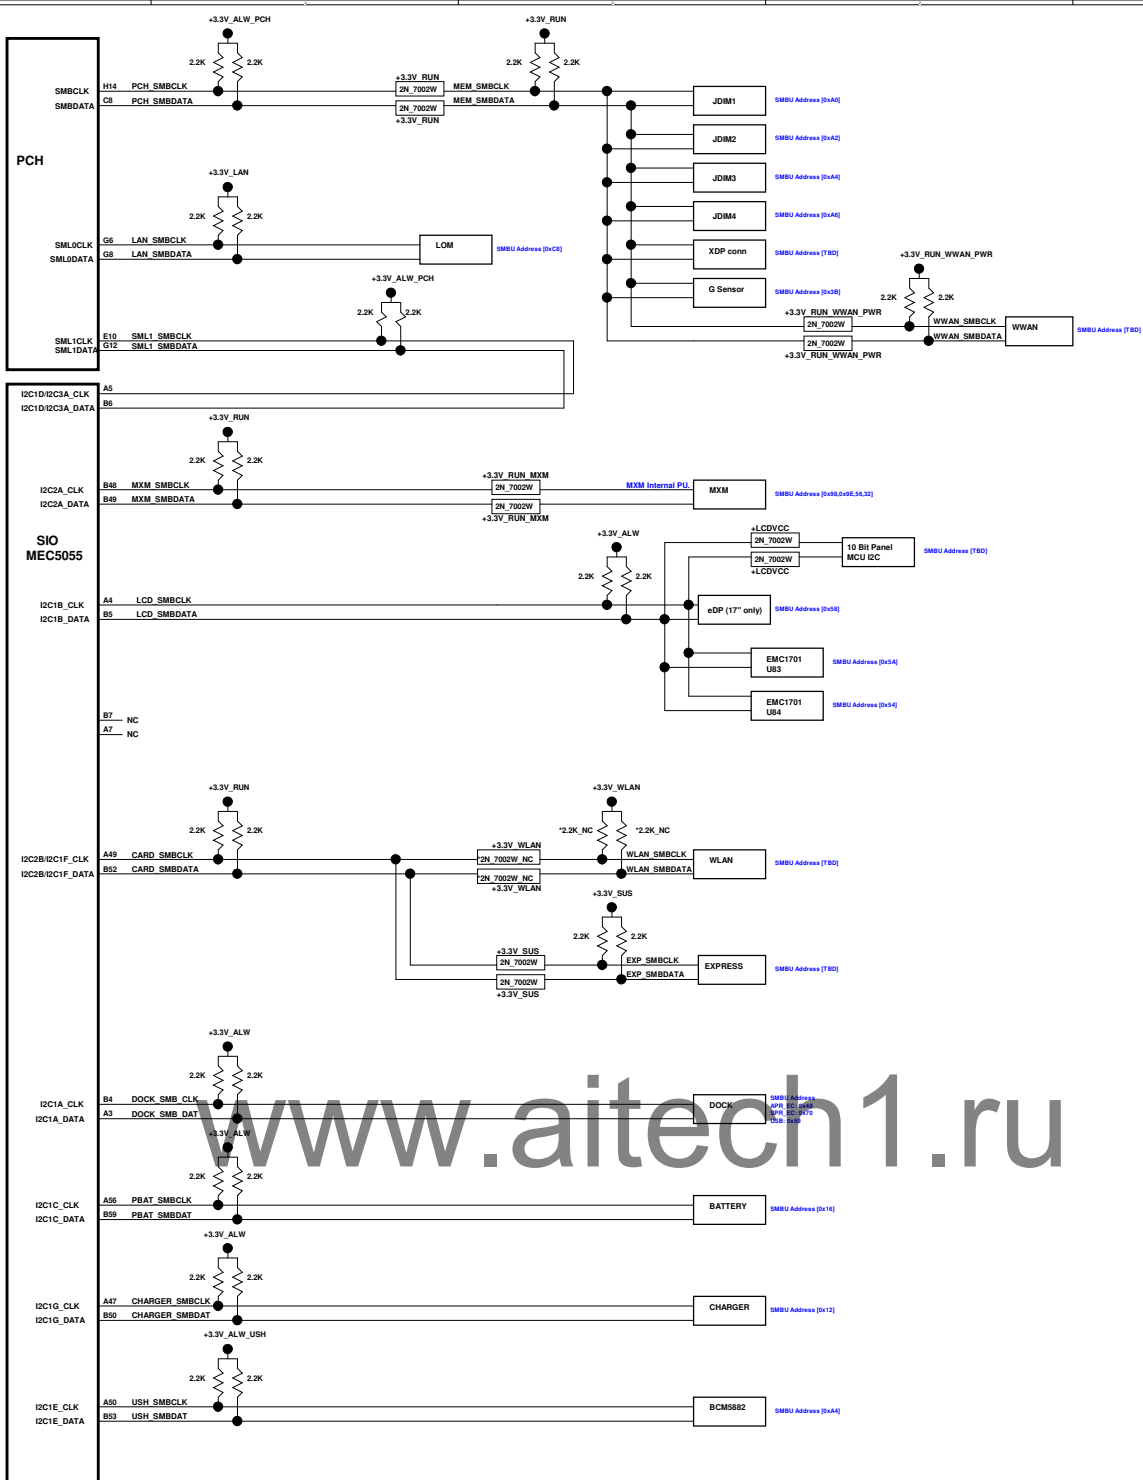 +3.3V_ALW_PCH
+3.3V_RUN
2.2K
2.2K
2.2K
2.2K
+3.3V_RUN
SMBCLK
H14
PCH_SMBCLK
2N_7002W
MEM_SMBCLK
SMBDATA
C8
PCH_SMBDATA
2N_7002W
MEM_SMBDATA
+3.3V_RUN
JDIM1
SMBU Address [0xA0]
JDIM2
SMBU Address [0xA2]
PCH
JDIM3
SMBU Address [0xA4]
+3.3V_LAN
2.2K
2.2K
JDIM4
SMBU Address [0xA6]
SML0CLK
G6
LAN_SMBCLK
SML0DATA
G8
LAN_SMBDATA
LOM
SMBU Address [0xC8]
XDP conn
SMBU Address [TBD]
+3.3V_RUN_WWAN_PWR
+3.3V_ALW_PCH
2.2K
2.2K
G Sensor
SMBU Address [0x3B]
2.2K
2.2K
+3.3V_RUN_WWAN_PWR
2N_7002W
WWAN_SMBCLK
2N_7002W
WWAN_SMBDATA
+3.3V_RUN_WWAN_PWR
WWAN
SMBU Address [TBD]
SML1CLK
E10
SML1_SMBCLK
SML1DATA
G12
SML1_SMBDATA
I2C1D/I2C3A_CLK
A5
I2C1D/I2C3A_DATA
B6
+3.3V_RUN
2.2K
2.2K
+3.3V_RUN_MXM
I2C2A_CLK
B48
MXM_SMBCLK
2N_7002W
MXM Internal PU.
I2C2A_DATA
B49
MXM_SMBDATA
2N_7002W
+3.3V_RUN_MXM
MXM
SMBU Address [0x98,0x9E,56,32]
SIO
MEC5055
+3.3V_ALW
2.2K
2.2K
+LCDVCC
2N_7002W
2N_7002W
+LCDVCC
10 Bit Panel
MCU I2C
SMBU Address [TBD]
I2C1B_CLK
A4
LCD_SMBCLK
I2C1B_DATA
B5
LCD_SMBDATA
eDP (17" only)
SMBU Address [0x58]
EMC1701
U83
SMBU Address [0x5A]
EMC1701
U84
SMBU Address [0x54]
B7
NC
A7
NC
+3.3V_RUN
2.2K
2.2K
+3.3V_WLAN
*2.2K_NC
*2.2K_NC
+3.3V_WLAN
I2C2B/I2C1F_CLK
A49
CARD_SMBCLK
*2N_7002W_NC
WLAN_SMBCLK
I2C2B/I2C1F_DATA
B52
CARD_SMBDATA
*2N_7002W_NC
WLAN_SMBDATA
+3.3V_WLAN
WLAN
SMBU Address [TBD]
+3.3V_SUS
2.2K
2.2K
+3.3V_SUS
2N_7002W
EXP_SMBCLK
2N_7002W
EXP_SMBDATA
+3.3V_SUS
EXPRESS
SMBU Address [TBD]
+3.3V_ALW
2.2K
2.2K
I2C1A_CLK
B4
DOCK_SMB_CLK
I2C1A_DATA
A3
DOCK_SMB_DAT
DOCK
SMBU Address
APR_EC: 0x48
SPR_EC: 0x70
USB: 0x59
www.aitech1.ru
+3.3V_ALW
2.2K
2.2K
I2C1C_CLK
A56
PBAT_SMBCLK
I2C1C_DATA
B59
PBAT_SMBDAT
BATTERY
SMBU Address [0x16]
+3.3V_ALW
2.2K
2.2K
I2C1G_CLK
A47
CHARGER_SMBCLK
I2C1G_DATA
B50
CHARGER_SMBDAT
CHARGER
SMBU Address [0x12]
+3.3V_ALW_USH
2.2K
2.2K
I2C1E_CLK
A50
USH_SMBCLK
I2C1E_DATA
B53
USH_SMBDAT
BCM5882
SMBU Address [0xA4]